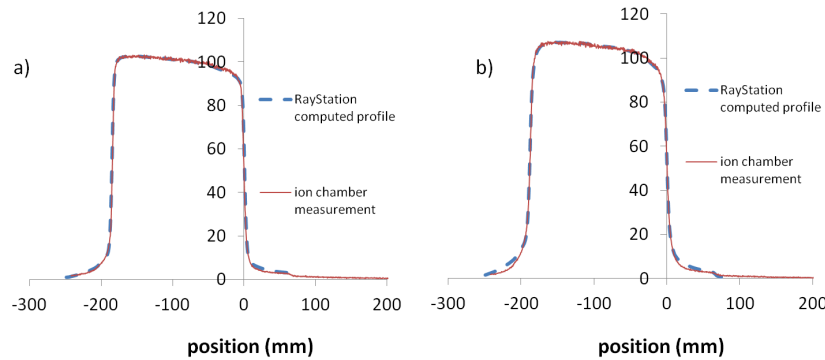 a)
120
100
80
60
40
20
0
-300
-200
-100
0
100
200
RayStation
computed profile
ion chamber
measurement
position (mm)
b)
120
100
80
60
40
20
0
-300
-200
-100
0
100
200
RayStation
computed profile
ion chamber
measurement
position (mm)